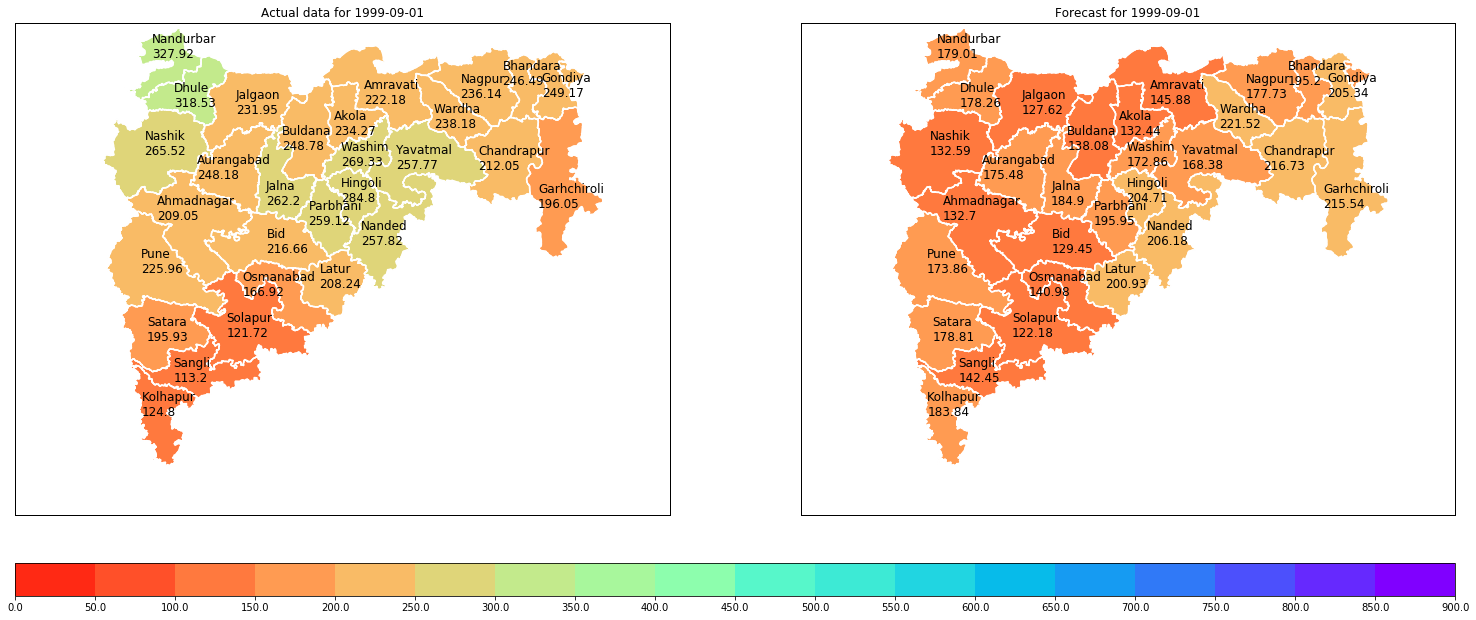 Actual data for 1999-09-01
Nandurbar
327.92
Dhule
318.53
Jalgaon
231.95
Amravati
222.18
Nagpur
236.14
Bhandara
246.49
Gondiya
249.17
Wardha
238.18
Akola
234.27
Buldana
248.78
Nashik
265.52
Aurangabad
248.18
Washim
269.33
Yavatmal
257.77
Chandrapur
212.05
Jalna
262.2
Hingoli
284.8
Garhchiroli
196.05
Ahmadnagar
209.05
Parbhani
259.12
Nanded
257.82
Bid
216.66
Pune
225.96
Latur
208.24
Osmanabad
166.92
Satara
195.93
Solapur
121.72
Sangli
113.2
Kolhapur
124.8
Forecast for 1999-09-01
Nandurbar
179.01
Dhule
178.26
Jalgaon
127.62
Amravati
145.88
Nagpur
177.73
Bhandara
195.2
Gondiya
205.34
Wardha
221.52
Akola
132.44
Buldana
138.08
Nashik
132.59
Aurangabad
175.48
Washim
172.86
Yavatmal
168.38
Chandrapur
216.73
Jalna
184.9
Hingoli
204.71
Garhchiroli
215.54
Ahmadnagar
132.7
Parbhani
195.95
Nanded
206.18
Bid
129.45
Pune
173.86
Latur
200.93
Osmanabad
140.98
Satara
178.81
Solapur
122.18
Sangli
142.45
Kolhapur
183.84
0.0 50.0 100.0 150.0 200.0 250.0 300.0 350.0 400.0 450.0 500.0 550.0 600.0 650.0 700.0 750.0 800.0 850.0 900.0